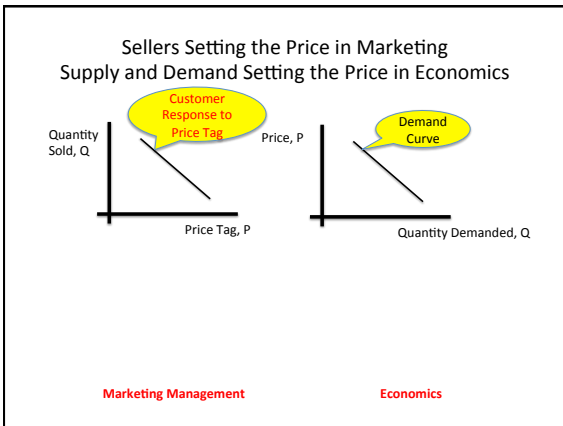 Sellers Setting the Price in Marketing
Supply and Demand Setting the Price in Economics
Customer
Response to
Price Tag
Quantity
Sold, Q
Price Tag, P
Demand
Curve
Price, P
Quantity Demanded, Q
Marketing Management
Economics